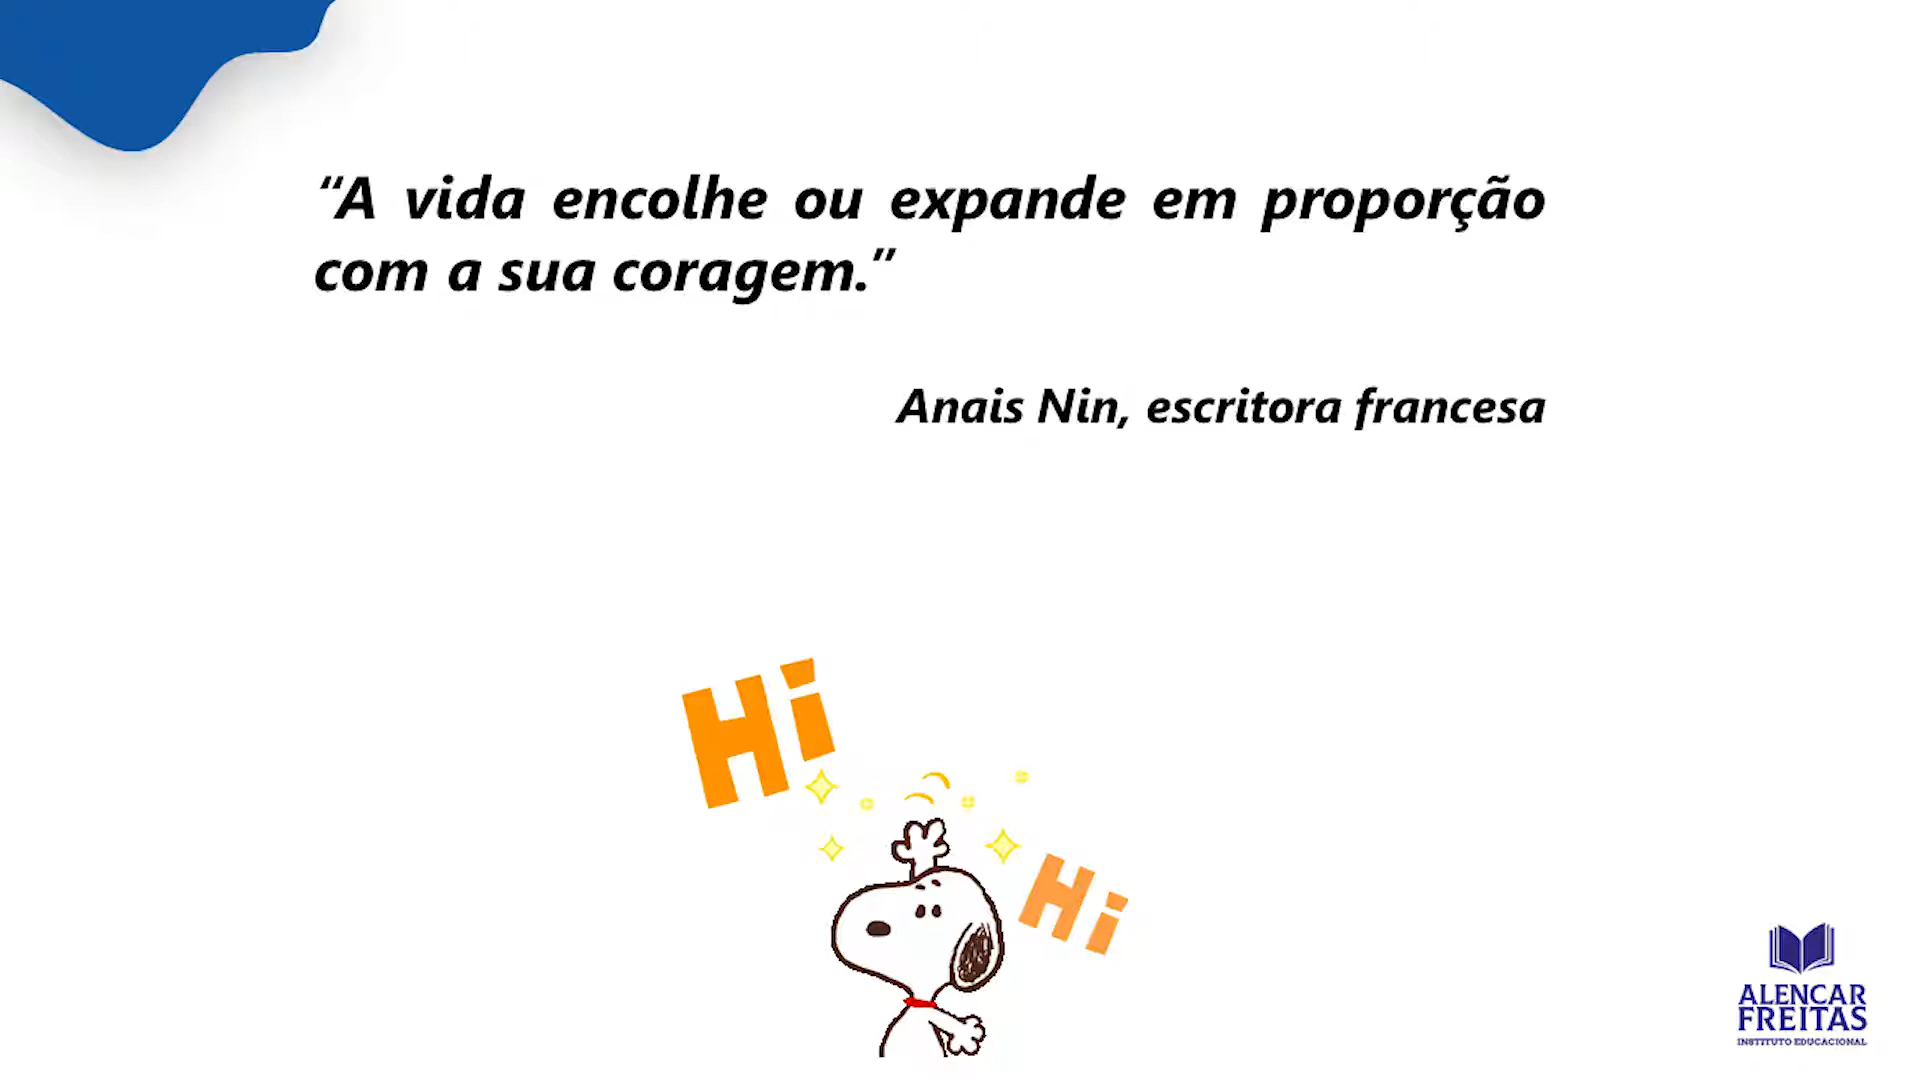 “A vida encolhe ou expande em proporção
com a sua coragem.”
Anais Nin, escritora francesa
Hi
Hi
ALENCAR
FREITAS
INSTITUTO EDUCACIONAL